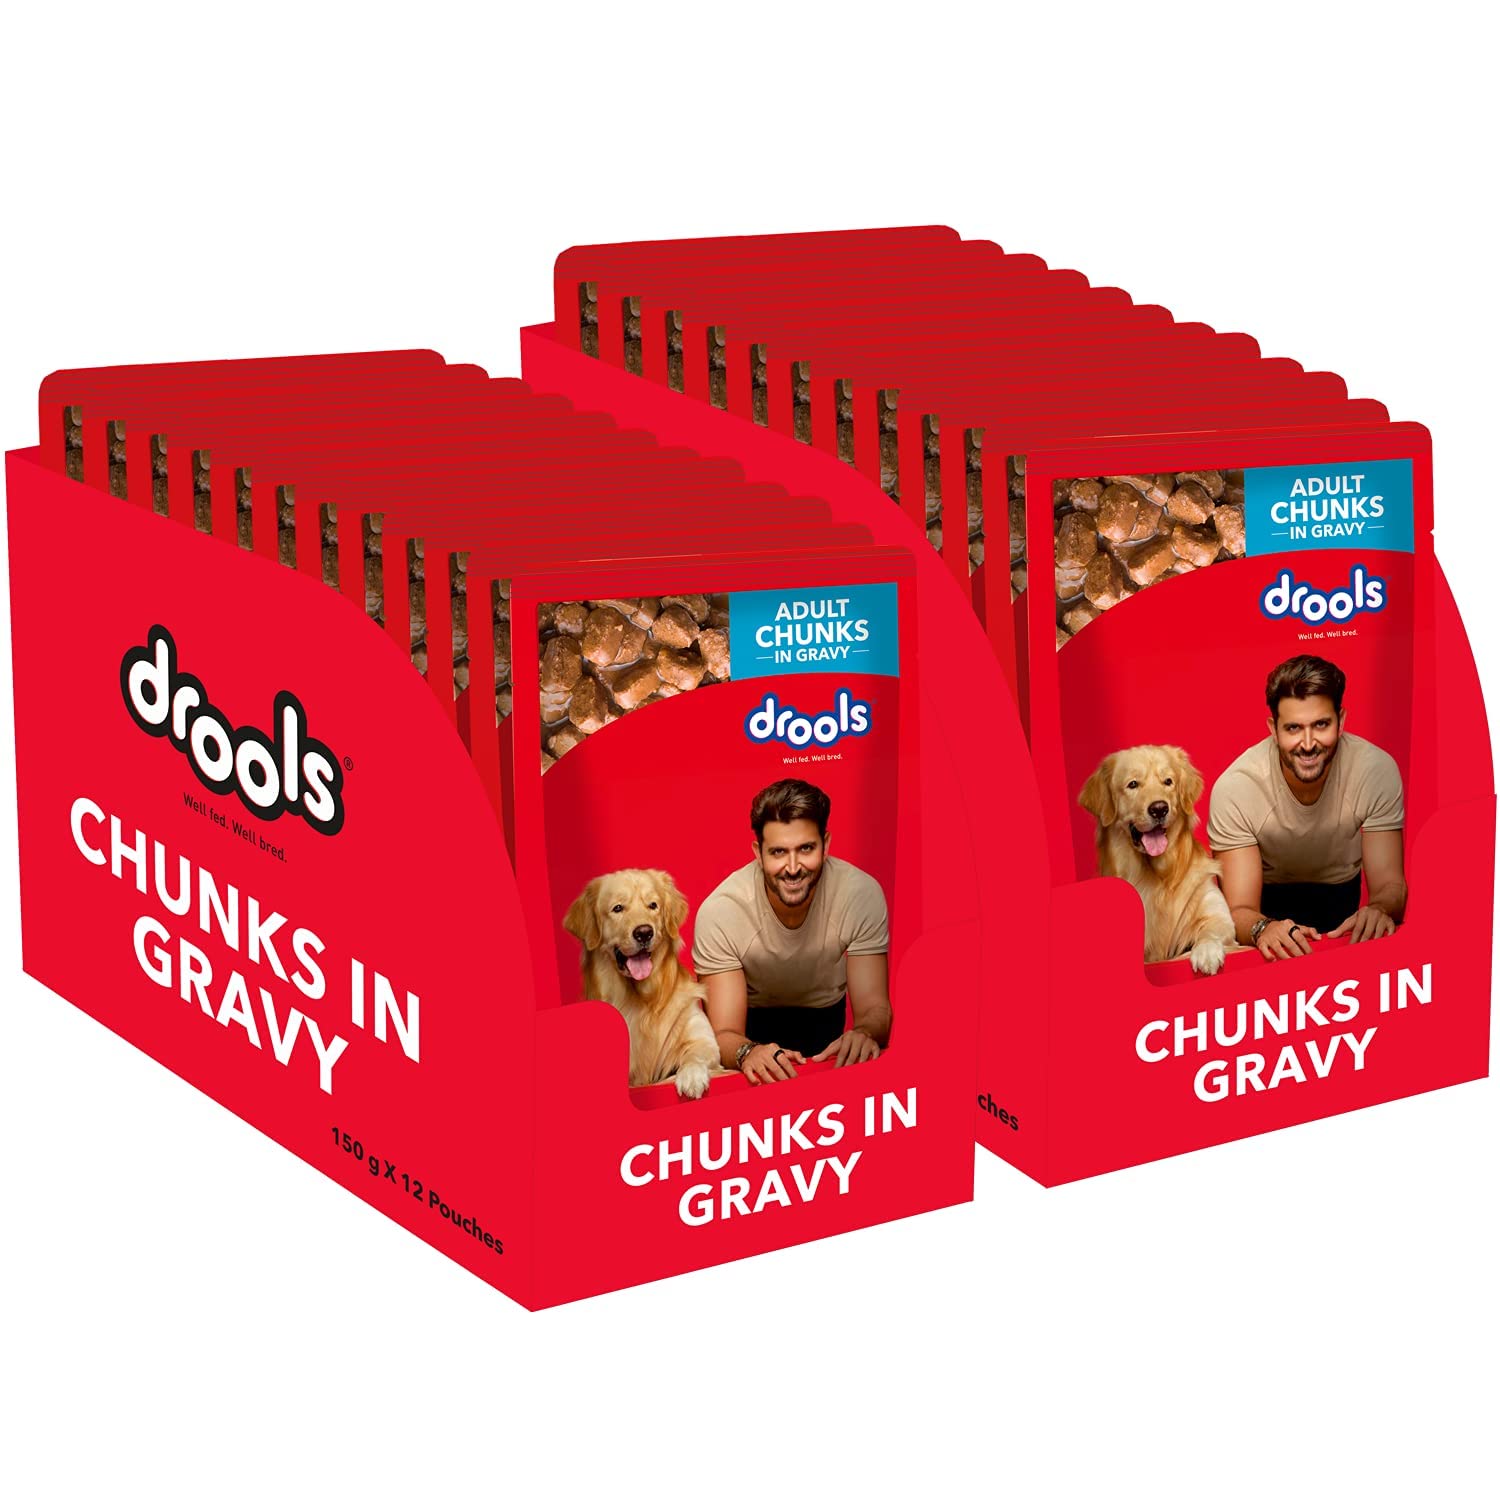 drools®
Well fed. Well bred.
CHUNKS IN
GRAVY
150 g X 12 Pouches
ADULT
CHUNKS
IN GRAVY
drools
Well fed. Well bred.
CHUNKS IN
GRAVY
ADULT
CHUNKS
IN GRAVY
drools
Well fed. Well bred.
CHUNKS IN
GRAVY